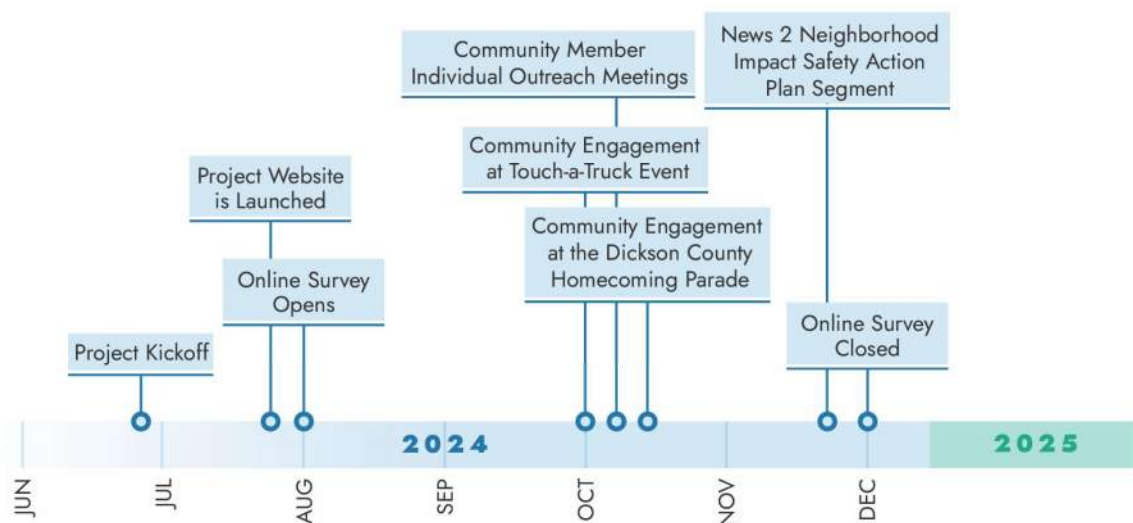 News 2 Neighborhood
Impact Safety Action
Plan Segment
Community Member
Individual Outreach Meetings
Community Engagement
at Touch-a-Truck Event
Project Website
is Launched
Community Engagement
at the Dickson County
Homecoming Parade
Online Survey
Opens
Online Survey
Closed
Project Kickoff
2024
2025
JUN
JUL
AUG
SEP
OCT
NOV
DEC